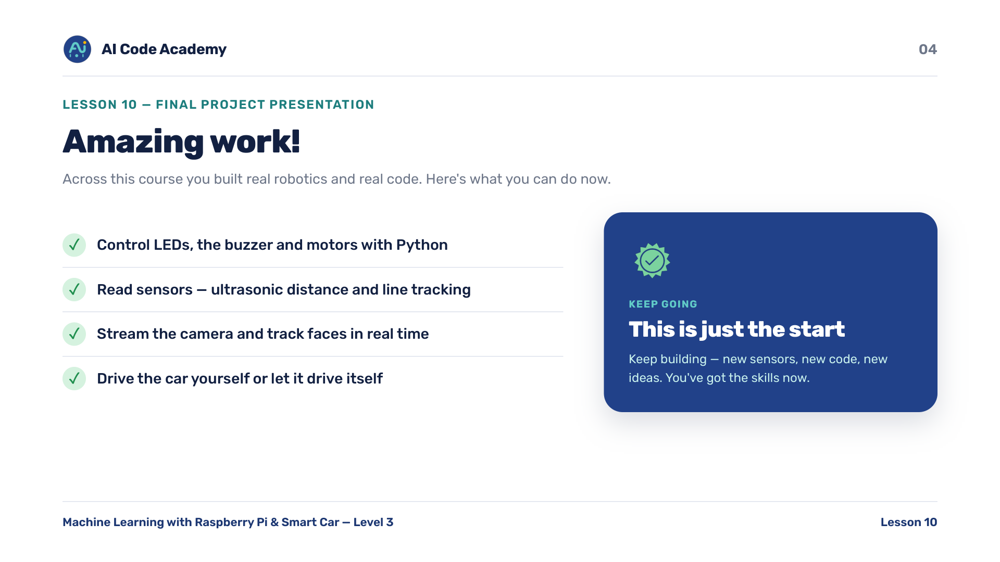 AI Code Academy
04
LESSON 10 — FINAL PROJECT PRESENTATION
Amazing work!
Across this course you built real robotics and real code. Here's what you can do now.
Control LEDs, the buzzer and motors with Python
Read sensors — ultrasonic distance and line tracking
Stream the camera and track faces in real time
Drive the car yourself or let it drive itself
KEEP GOING
This is just the start
Keep building — new sensors, new code, new
ideas. You've got the skills now.
Machine Learning with Raspberry Pi & Smart Car — Level 3
Lesson 10